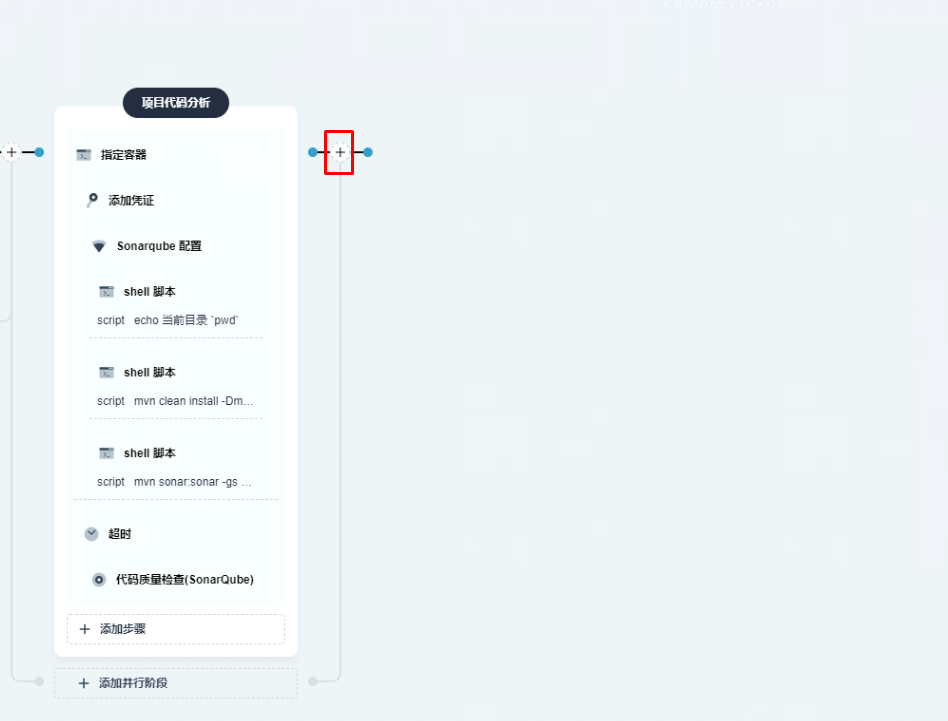 项目代码分析
指定容器
添加凭证
Sonarqube 配置
shell 脚本
script echo 当前目录 `pwd`
shell 脚本
script mvn clean install -Dm...
shell 脚本
script mvn sonar:sonar -gs ...
超时
代码质量检查(SonarQube)
+ 添加步骤
+ 添加并行阶段